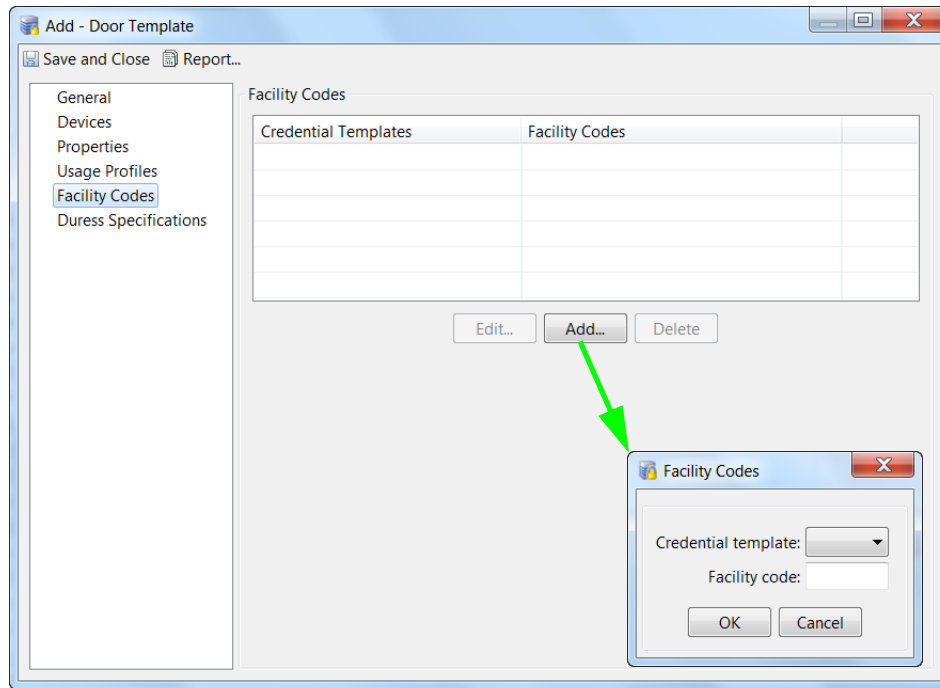 Add - Door Template
Save and Close Report...
General
Devices
Properties
Usage Profiles
Facility Codes
Duress Specifications
Facility Codes
Credential Templates Facility Codes
Edit... Add... Delete
Facility Codes
Credential template:
Facility code:
OK Cancel